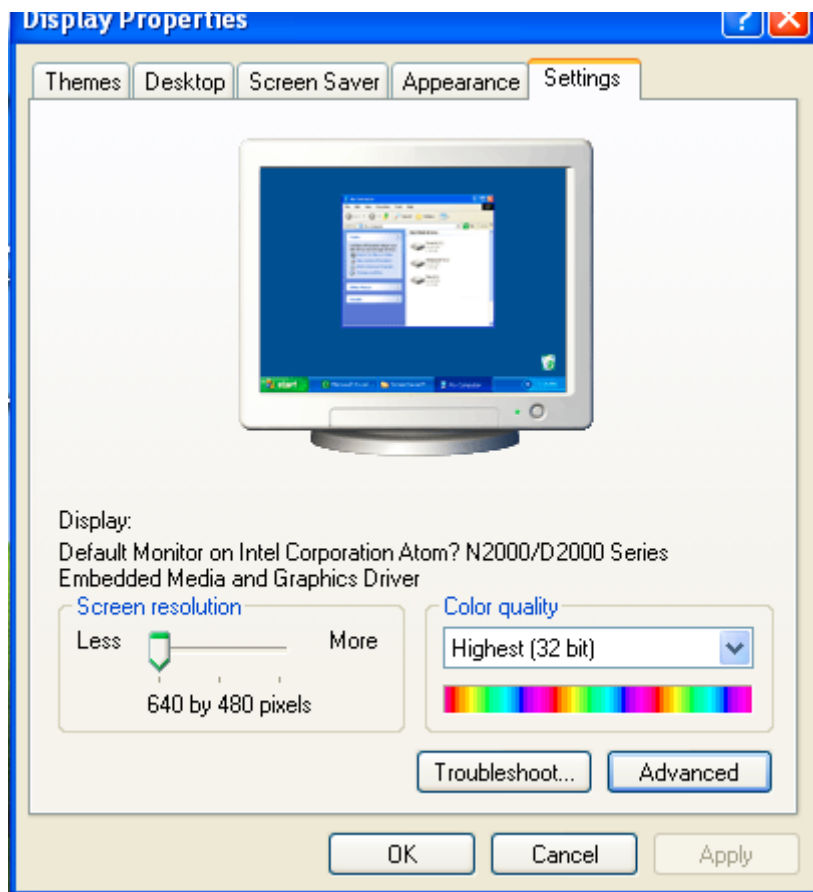 Display Properties
Themes Desktop Screen Saver Appearance Settings
start
Display:
Default Monitor on Intel Corporation Atom? N2000/D2000 Series
Embedded Media and Graphics Driver
Screen resolution
Less More
640 by 480 pixels
Color quality
Highest (32 bit)
Troubleshoot... Advanced
OK Cancel Apply